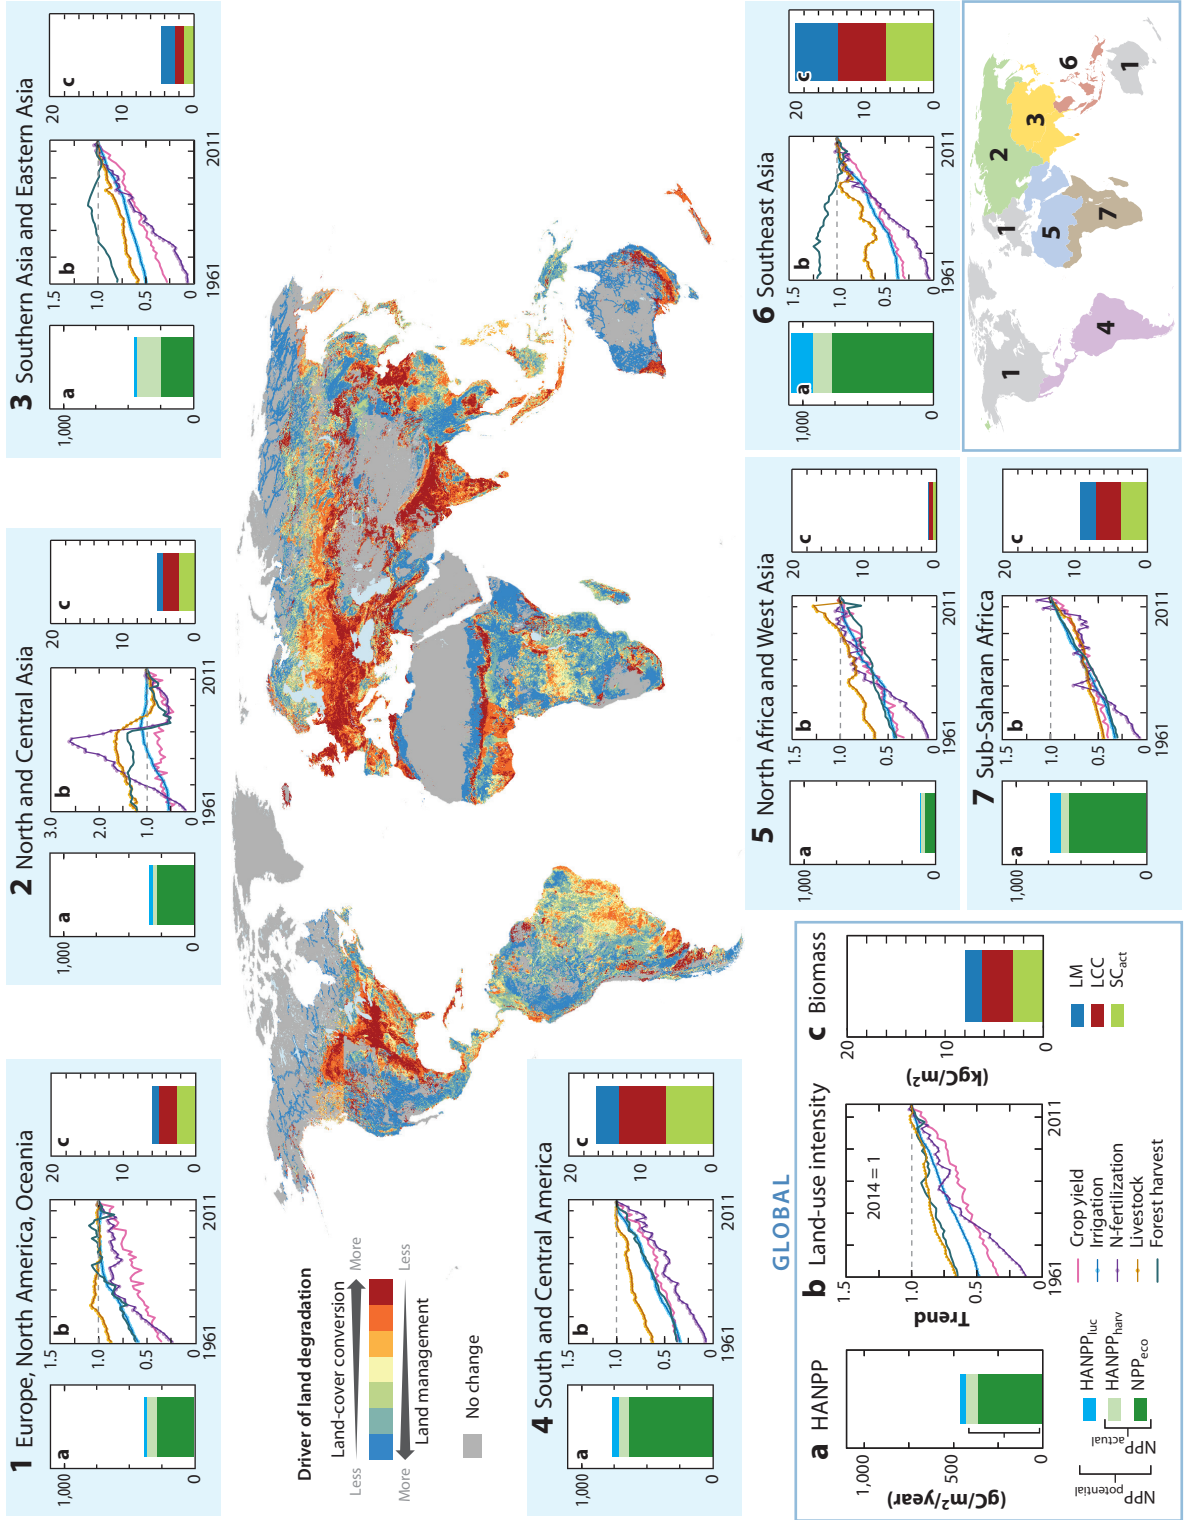 1 Europe, North America, Oceania
a
1,000
0
b
1.5
1.0
0.5
0
1961
2011
c
20
10
0
2 North and Central Asia
a
1,000
0
b
3.0
2.0
1.0
0
1961
2011
c
20
10
0
3 Southern Asia and Eastern Asia
a
1,000
0
b
1.5
1.0
0.5
0
1961
2011
c
20
10
0
Driver of land degradation
Land-cover conversion
Less
More
More
Less
Land management
No change
4 South and Central America
a
1,000
0
b
1.5
1.0
0.5
0
1961
2011
c
20
10
0
5 North Africa and West Asia
a
1,000
0
b
1.5
1.0
0.5
0
1961
2011
c
20
10
0
6 Southeast Asia
a
1,000
0
b
1.5
1.0
0.5
0
1961
2011
c
20
10
0
7 Sub-Saharan Africa
a
1,000
0
b
1.5
1.0
0.5
0
1961
2011
c
20
10
0
1
1
1
2
3
4
5
6
7
GLOBAL
a HANPP
(gC/m²/year)
1,000
500
0
NPPpotential
NPPactual
HANPPluc
HANPPharv
NPPeco
b Land-use intensity
Trend
1.5
1.0
0.5
0
2014 = 1
1961
2011
Crop yield
Irrigation
N-fertilization
Livestock
Forest harvest
c Biomass
(kgC/m²)
20
10
0
LM
LCC
SCact